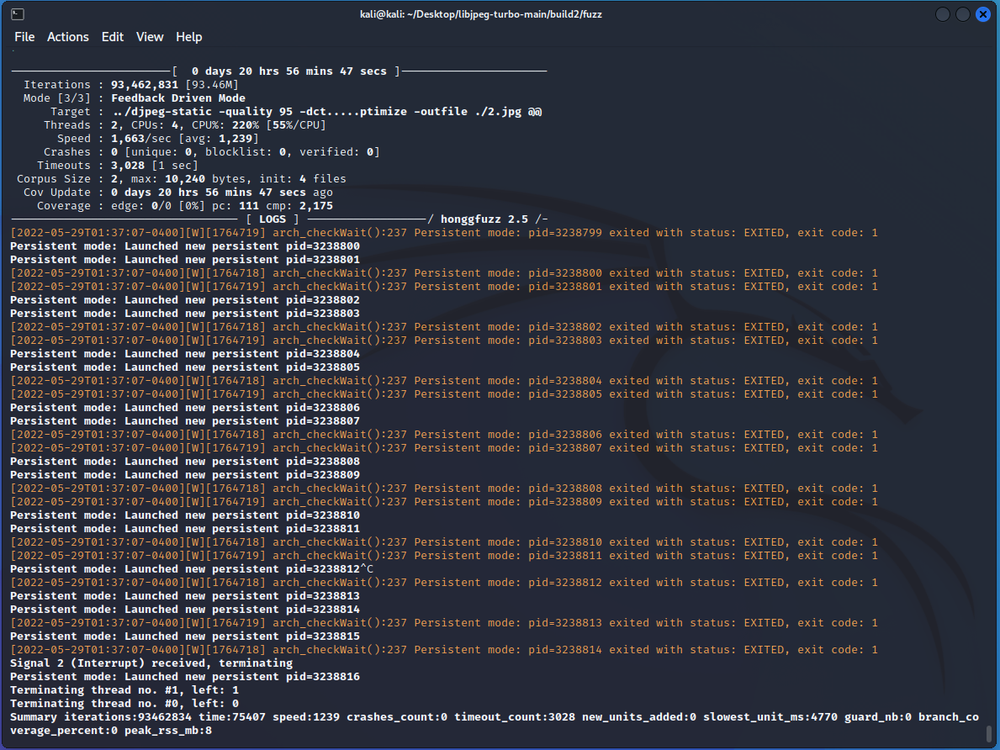 kali@kali: ~/Desktop/libjpeg-turbo-main/build2/fuzz
File Actions Edit View Help
------------------------[ 0 days 20 hrs 56 mins 47 secs ]----------------------
Iterations : 93,462,831 [93.46M]
Mode [3/3] : Feedback Driven Mode
Target : ../djpeg-static -quality 95 -dct.....ptimize -outfile ./2.jpg @@
Threads : 2, CPUs: 4, CPU%: 220% [55%/CPU]
Speed : 1,663/sec [avg: 1,239]
Crashes : 0 [unique: 0, blocklist: 0, verified: 0]
Timeouts : 3,028 [1 sec]
Corpus Size : 2, max: 10,240 bytes, init: 4 files
Cov Update : 0 days 20 hrs 56 mins 47 secs ago
Coverage : edge: 0/0 [0%] pc: 111 cmp: 2,175
---------------------------------- [ LOGS ] ------------------/ honggfuzz 2.5 /-
[2022-05-29T01:37:07-0400][W][1764719] arch_checkWait():237 Persistent mode: pid=3238799 exited with status: EXITED, exit code: 1
Persistent mode: Launched new persistent pid=3238800
Persistent mode: Launched new persistent pid=3238801
[2022-05-29T01:37:07-0400][W][1764718] arch_checkWait():237 Persistent mode: pid=3238800 exited with status: EXITED, exit code: 1
[2022-05-29T01:37:07-0400][W][1764719] arch_checkWait():237 Persistent mode: pid=3238801 exited with status: EXITED, exit code: 1
Persistent mode: Launched new persistent pid=3238802
Persistent mode: Launched new persistent pid=3238803
[2022-05-29T01:37:07-0400][W][1764718] arch_checkWait():237 Persistent mode: pid=3238802 exited with status: EXITED, exit code: 1
[2022-05-29T01:37:07-0400][W][1764719] arch_checkWait():237 Persistent mode: pid=3238803 exited with status: EXITED, exit code: 1
Persistent mode: Launched new persistent pid=3238804
Persistent mode: Launched new persistent pid=3238805
[2022-05-29T01:37:07-0400][W][1764718] arch_checkWait():237 Persistent mode: pid=3238804 exited with status: EXITED, exit code: 1
[2022-05-29T01:37:07-0400][W][1764719] arch_checkWait():237 Persistent mode: pid=3238805 exited with status: EXITED, exit code: 1
Persistent mode: Launched new persistent pid=3238806
Persistent mode: Launched new persistent pid=3238807
[2022-05-29T01:37:07-0400][W][1764718] arch_checkWait():237 Persistent mode: pid=3238806 exited with status: EXITED, exit code: 1
[2022-05-29T01:37:07-0400][W][1764719] arch_checkWait():237 Persistent mode: pid=3238807 exited with status: EXITED, exit code: 1
Persistent mode: Launched new persistent pid=3238808
Persistent mode: Launched new persistent pid=3238809
[2022-05-29T01:37:07-0400][W][1764718] arch_checkWait():237 Persistent mode: pid=3238808 exited with status: EXITED, exit code: 1
[2022-05-29T01:37:07-0400][W][1764719] arch_checkWait():237 Persistent mode: pid=3238809 exited with status: EXITED, exit code: 1
Persistent mode: Launched new persistent pid=3238810
Persistent mode: Launched new persistent pid=3238811
[2022-05-29T01:37:07-0400][W][1764718] arch_checkWait():237 Persistent mode: pid=3238810 exited with status: EXITED, exit code: 1
[2022-05-29T01:37:07-0400][W][1764719] arch_checkWait():237 Persistent mode: pid=3238811 exited with status: EXITED, exit code: 1
Persistent mode: Launched new persistent pid=3238812^C
[2022-05-29T01:37:07-0400][W][1764718] arch_checkWait():237 Persistent mode: pid=3238812 exited with status: EXITED, exit code: 1
Persistent mode: Launched new persistent pid=3238813
Persistent mode: Launched new persistent pid=3238814
[2022-05-29T01:37:07-0400][W][1764719] arch_checkWait():237 Persistent mode: pid=3238813 exited with status: EXITED, exit code: 1
Persistent mode: Launched new persistent pid=3238815
[2022-05-29T01:37:07-0400][W][1764718] arch_checkWait():237 Persistent mode: pid=3238814 exited with status: EXITED, exit code: 1
Signal 2 (Interrupt) received, terminating
Persistent mode: Launched new persistent pid=3238816
Terminating thread no. #1, left: 1
Terminating thread no. #0, left: 0
Summary iterations:93462834 time:75407 speed:1239 crashes_count:0 timeout_count:3028 new_units_added:0 slowest_unit_ms:4770 guard_nb:0 branch_co
verage_percent:0 peak_rss_mb:8